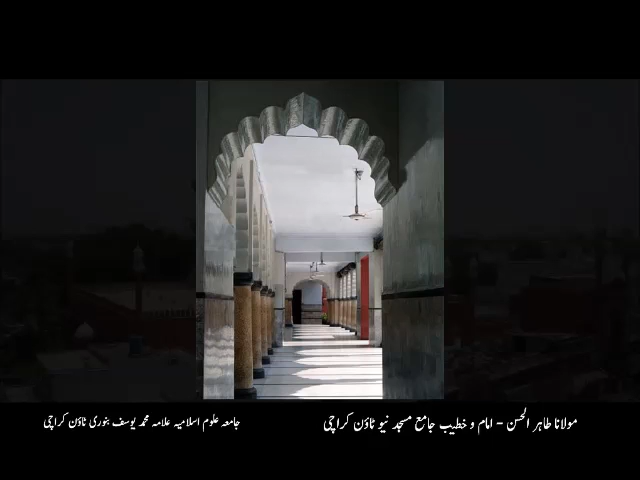 مولانا طاہر الحسن - امام و خطیب جامع مسجد نیو ٹاؤن کراچی
جامعہ علوم اسلامیہ علامہ محمد یوسف بنوری ٹاؤن کراچی